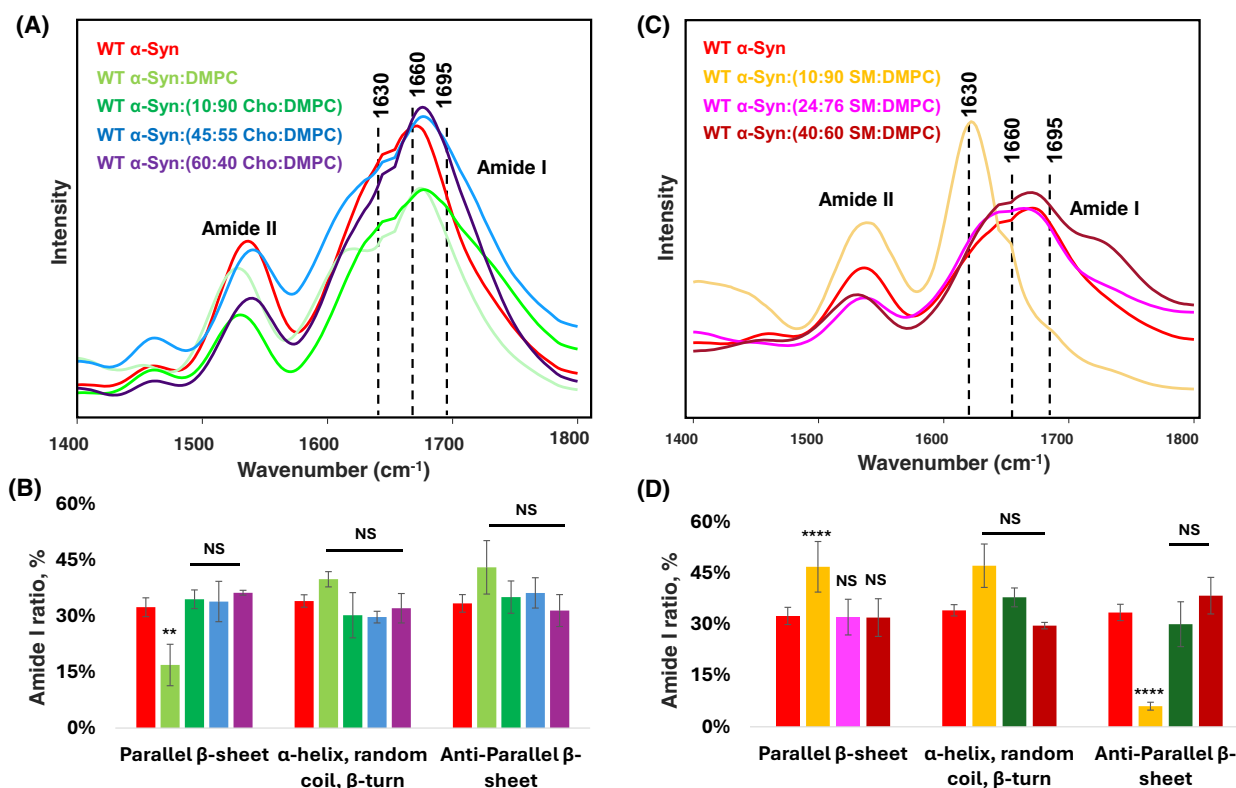 (A)
WT α-Syn
WT α-Syn:DMPC
WT α-Syn:(10:90 Cho:DMPC)
WT α-Syn:(45:55 Cho:DMPC)
WT α-Syn:(60:40 Cho:DMPC)
1630
1660
1695
Amide II
Amide I
Intensity
1400
1500
1600
1700
1800
Wavenumber (cm⁻¹)
(C)
WT α-Syn
WT α-Syn:(10:90 SM:DMPC)
WT α-Syn:(24:76 SM:DMPC)
WT α-Syn:(40:60 SM:DMPC)
1630
1660
1695
Amide II
Amide I
Intensity
1400
1500
1600
1700
1800
Wavenumber (cm⁻¹)
(B)
60%
45%
30%
15%
0%
Amide I ratio, %
**
NS
NS
NS
Parallel β-sheet
α-helix, random
coil, β-turn
Anti-Parallel β-
sheet
(D)
60%
45%
30%
15%
0%
Amide I ratio, %
****
NS
NS
NS
****
NS
Parallel β-sheet
α-helix, random
coil, β-turn
Anti-Parallel β-
sheet